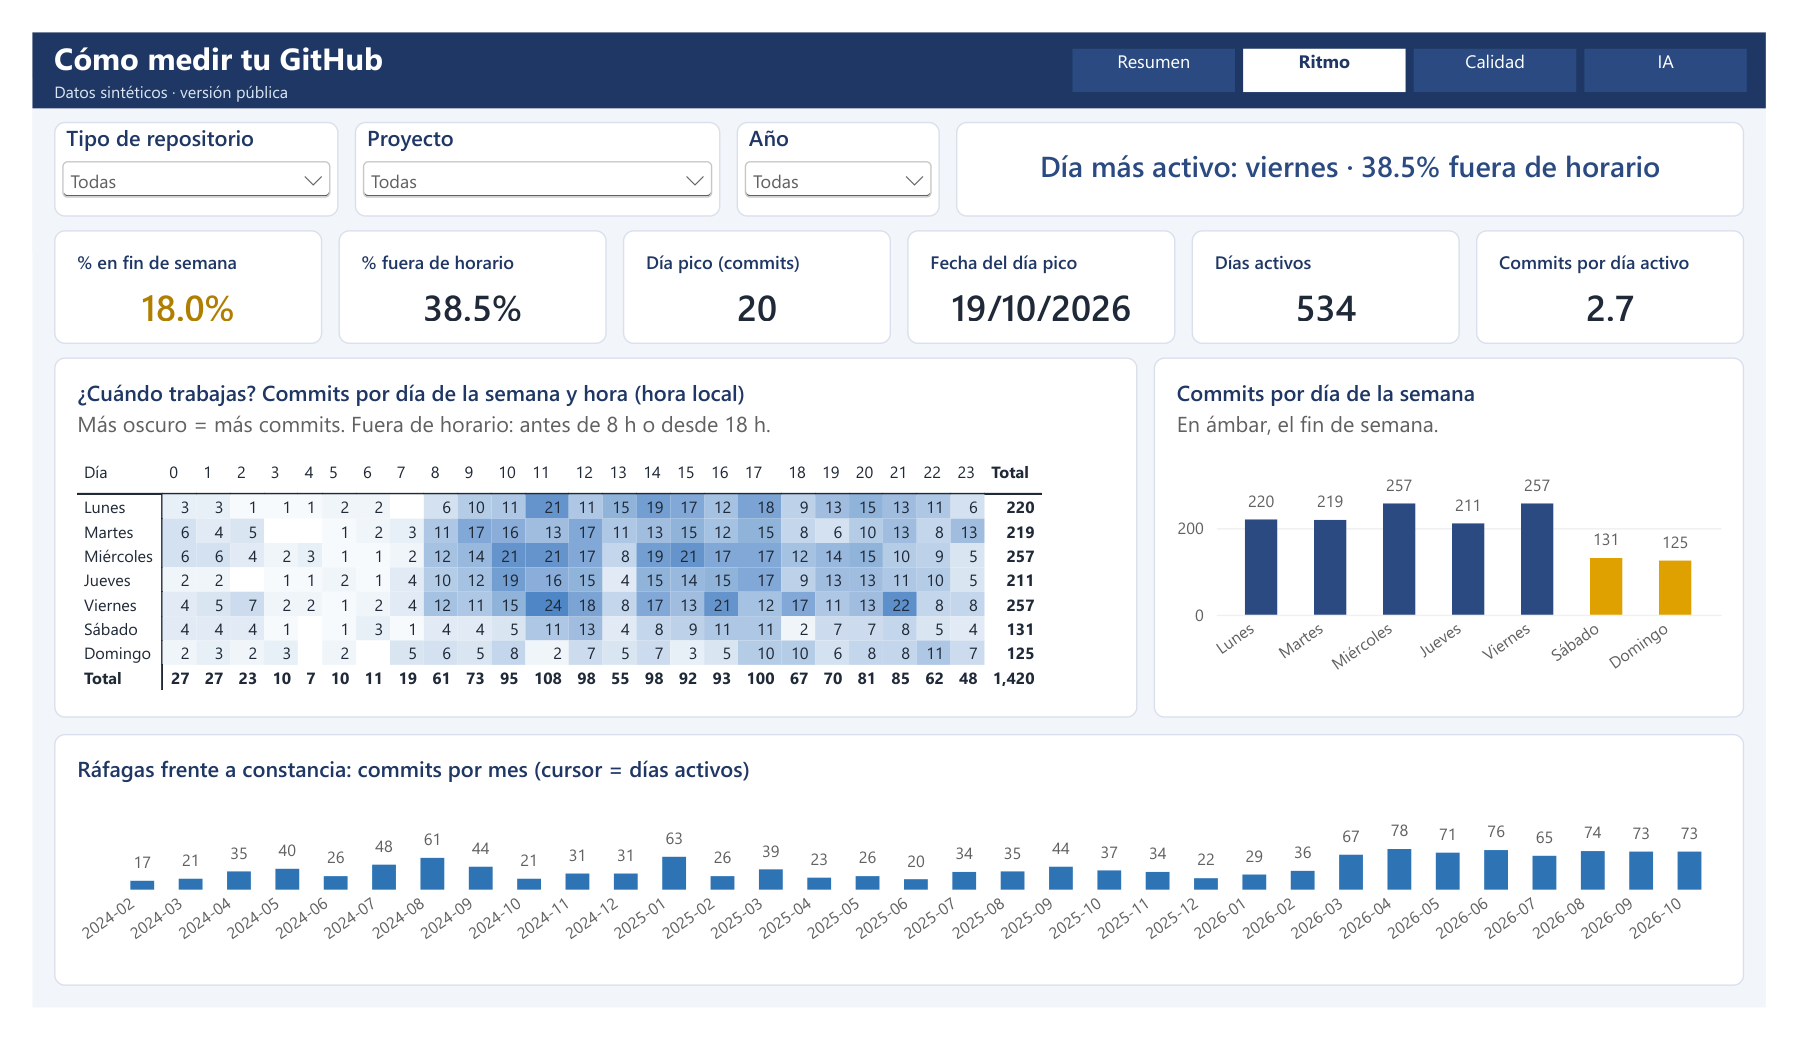 Cómo medir tu GitHub
Datos sintéticos · versión pública
Resumen
Ritmo
Calidad
IA
Tipo de repositorio
Todas
Proyecto
Todas
Año
Todas
Día más activo: viernes · 38.5% fuera de horario
% en fin de semana
18.0%
% fuera de horario
38.5%
Día pico (commits)
20
Fecha del día pico
19/10/2026
Días activos
534
Commits por día activo
2.7
¿Cuándo trabajas? Commits por día de la semana y hora (hora local)
Más oscuro = más commits. Fuera de horario: antes de 8 h o desde 18 h.
Día 0 1 2 3 4 5 6 7 8 9 10 11 12 13 14 15 16 17 18 19 20 21 22 23 Total
Lunes 3 3 1 1 1 2 2 6 10 11 21 11 15 19 17 12 18 9 13 15 13 11 6 220
Martes 6 4 5 1 2 3 11 17 16 13 17 11 13 15 12 15 8 6 10 13 8 13 219
Miércoles 6 6 4 2 3 1 1 2 12 14 21 21 17 8 19 21 17 17 12 14 15 10 9 5 257
Jueves 2 2 1 1 2 1 4 10 12 19 16 15 4 15 14 15 17 9 13 13 11 10 5 211
Viernes 4 5 7 2 2 1 2 4 12 11 15 24 18 8 17 13 21 12 17 11 13 22 8 8 257
Sábado 4 4 4 1 1 3 1 4 4 5 11 13 4 8 9 11 11 2 7 7 8 5 4 131
Domingo 2 3 2 3 2 5 6 5 8 2 7 5 7 3 5 10 10 6 8 8 11 7 125
Total 27 27 23 10 7 10 11 19 61 73 95 108 98 55 98 92 93 100 67 70 81 85 62 48 1,420
Commits por día de la semana
En ámbar, el fin de semana.
220 219 257 211 257 131 125
200
0
Lunes Martes Miércoles Jueves Viernes Sábado Domingo
Ráfagas frente a constancia: commits por mes (cursor = días activos)
17 21 35 40 26 48 61 44 21 31 31 63 26 39 23 26 20 34 35 44 37 34 22 29 36 67 78 71 76 65 74 73 73
2024-02 2024-03 2024-04 2024-05 2024-06 2024-07 2024-08 2024-09 2024-10 2024-11 2024-12 2025-01 2025-02 2025-03 2025-04 2025-05 2025-06 2025-07 2025-08 2025-09 2025-10 2025-11 2025-12 2026-01 2026-02 2026-03 2026-04 2026-05 2026-06 2026-07 2026-08 2026-09 2026-10